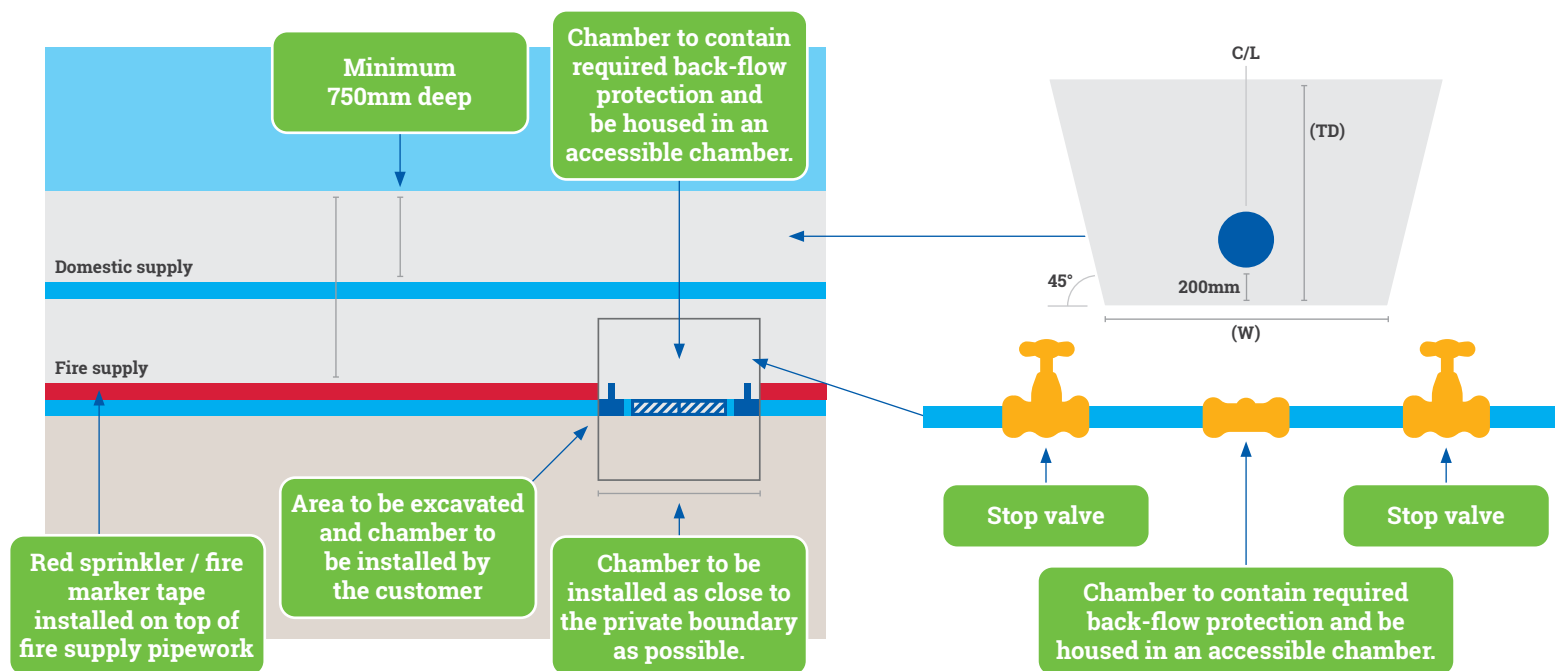 Minimum
750mm deep
Chamber to contain
required back-flow
protection and
be housed in an
accessible chamber.
C/L
(TD)
Domestic supply
45°
200mm
(W)
Fire supply
Area to be excavated
and chamber to
be installed by
the customer
Stop valve
Stop valve
Red sprinkler / fire
marker tape
installed on top of
fire supply pipework
Chamber to be
installed as close to
the private boundary
as possible.
Chamber to contain required
back-flow protection and be
housed in an accessible chamber.